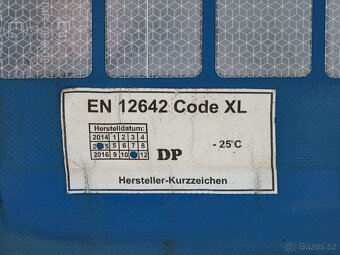 EN 12642 Code XL
Herstelldatum:
2014 1 2 3 4
5 6 7 8
2016 9 10 12
DP
- 25°C
Hersteller-Kurzzeichen
Bazos.cz